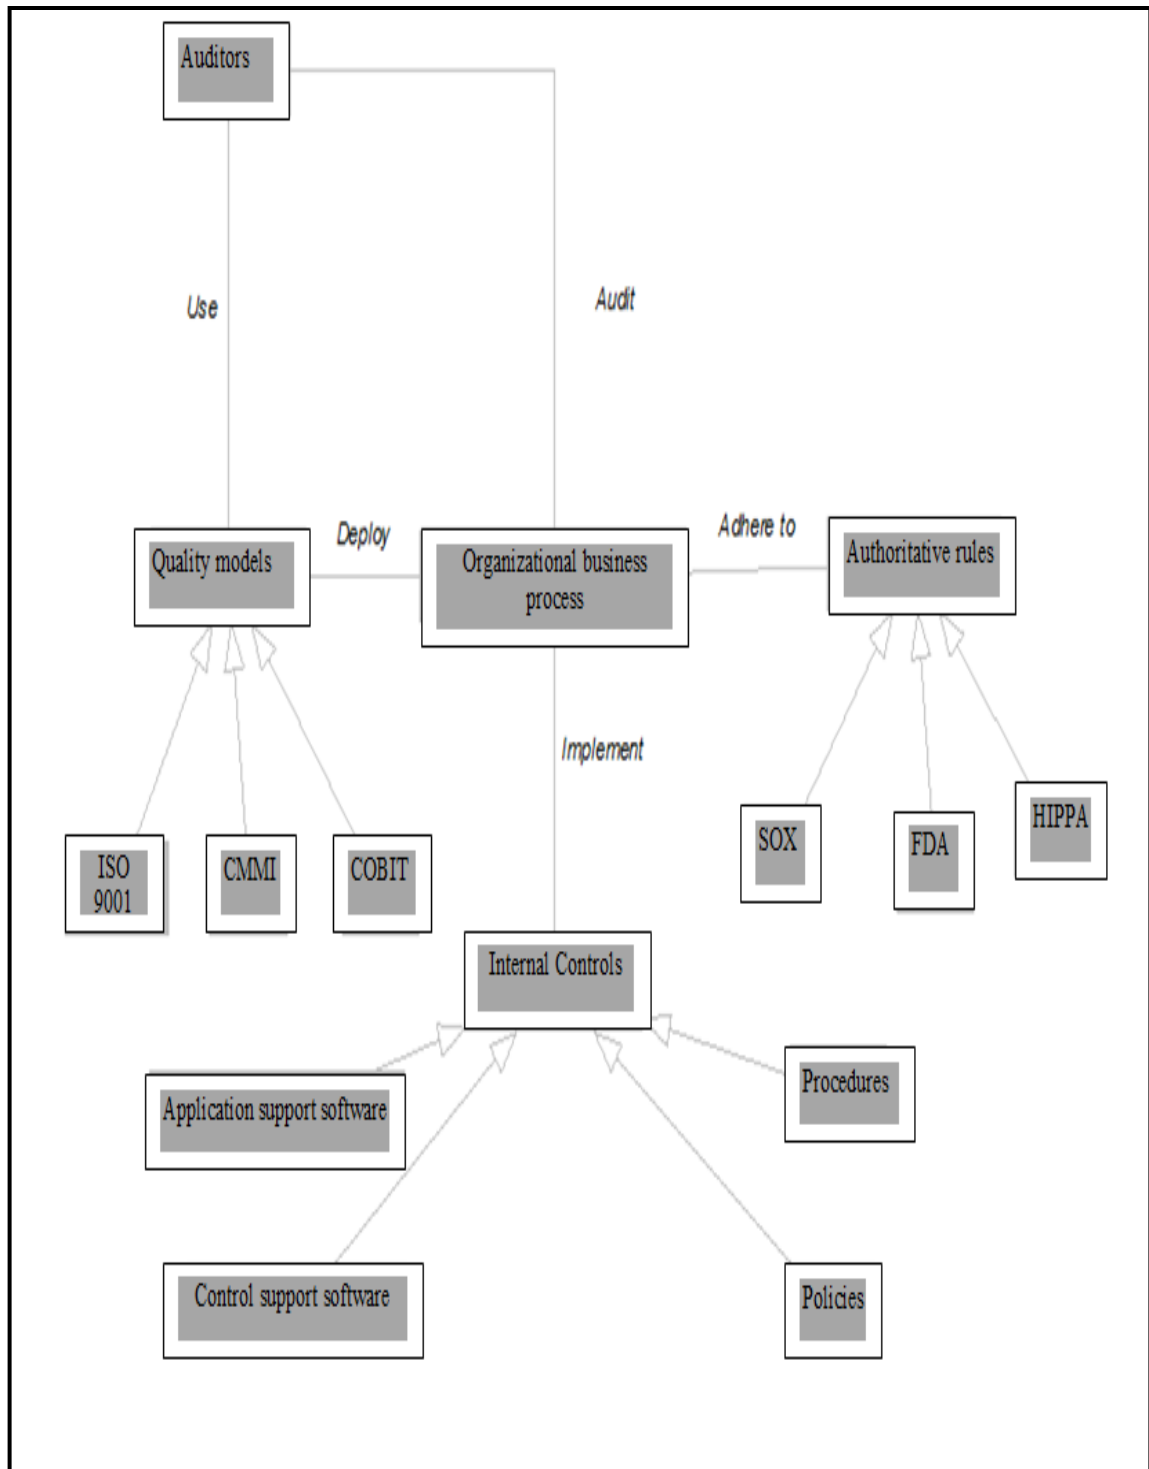 Auditors
Use
Audit
Deploy
Adhere to
Quality models
Organizational business
process
Authoritative rules
Implement
ISO
9001
CMMI
COBIT
SOX
FDA
HIPPA
Internal Controls
Application support software
Procedures
Control support software
Policies